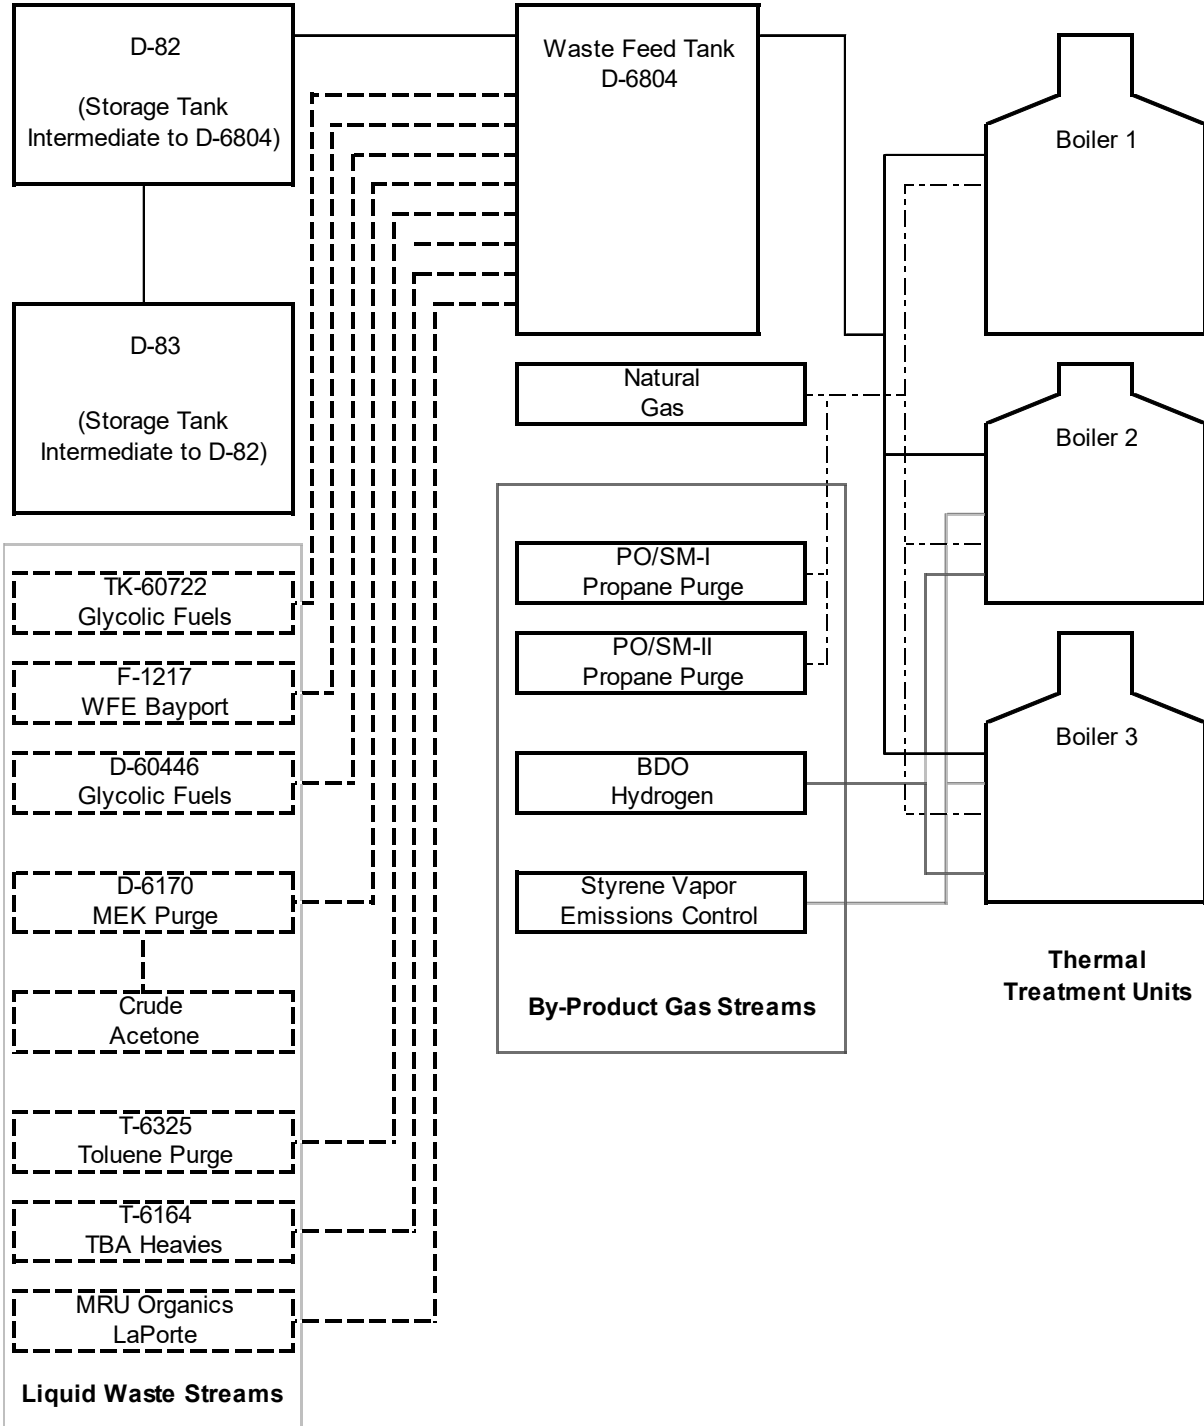 D-82
(Storage Tank
Intermediate to D-6804)
Waste Feed Tank
D-6804
Boiler 1
D-83
(Storage Tank
Intermediate to D-82)
Natural
Gas
Boiler 2
PO/SM-I
Propane Purge
PO/SM-II
Propane Purge
BDO
Hydrogen
Styrene Vapor
Emissions Control
By-Product Gas Streams
Boiler 3
Thermal
Treatment Units
TK-60722
Glycolic Fuels
F-1217
WFE Bayport
D-60446
Glycolic Fuels
D-6170
MEK Purge
Crude
Acetone
T-6325
Toluene Purge
T-6164
TBA Heavies
MRU Organics
LaPorte
Liquid Waste Streams